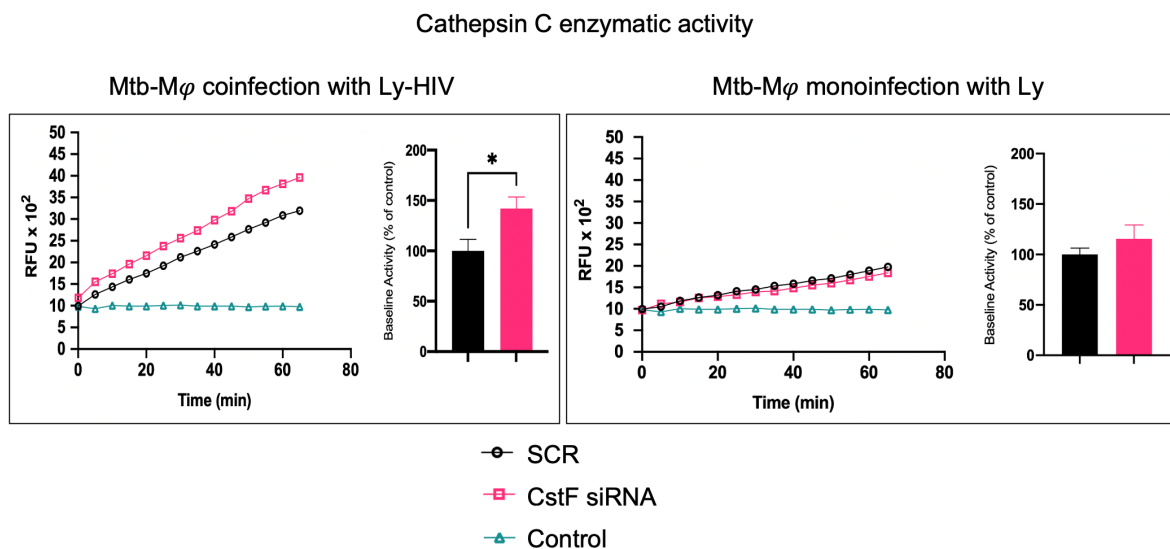 Cathepsin C enzymatic activity
Mtb-Mφ coinfection with Ly-HIV
Mtb-Mφ monoinfection with Ly
RFU x 10²
50
45
40
35
30
25
20
15
10
5
0
0 20 40 60 80
Time (min)
Baseline Activity (% of control)
200
150
100
50
0
*
RFU x 10²
50
45
40
35
30
25
20
15
10
5
0
0 20 40 60 80
Time (min)
Baseline Activity (% of control)
200
150
100
50
0
SCR
CstF siRNA
Control